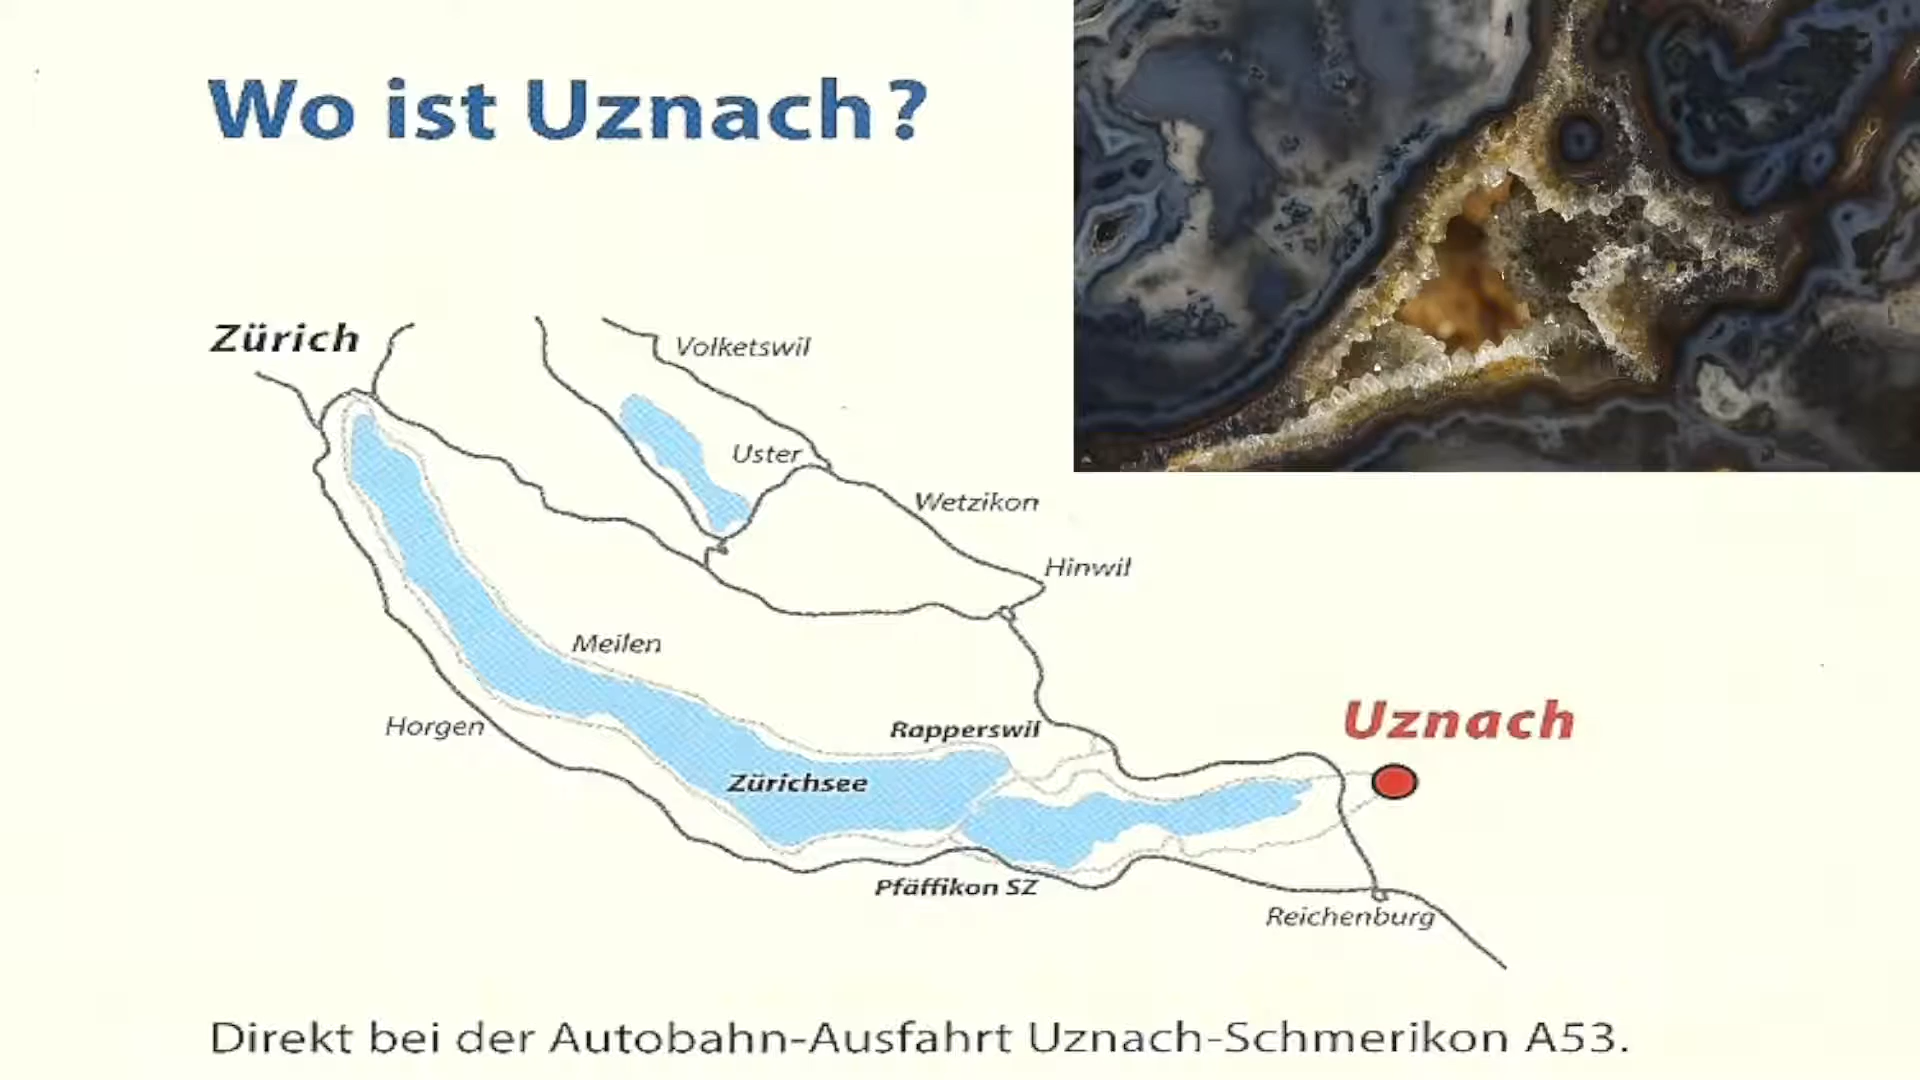 Wo ist Uznach?
Zürich
Volketswil
Uster
Wetzikon
Hinwil
Meilen
Horgen
Rapperswil
Uznach
Zürichsee
Pfäffikon SZ
Reichenburg
Direkt bei der Autobahn-Ausfahrt Uznach-Schmerikon A53.